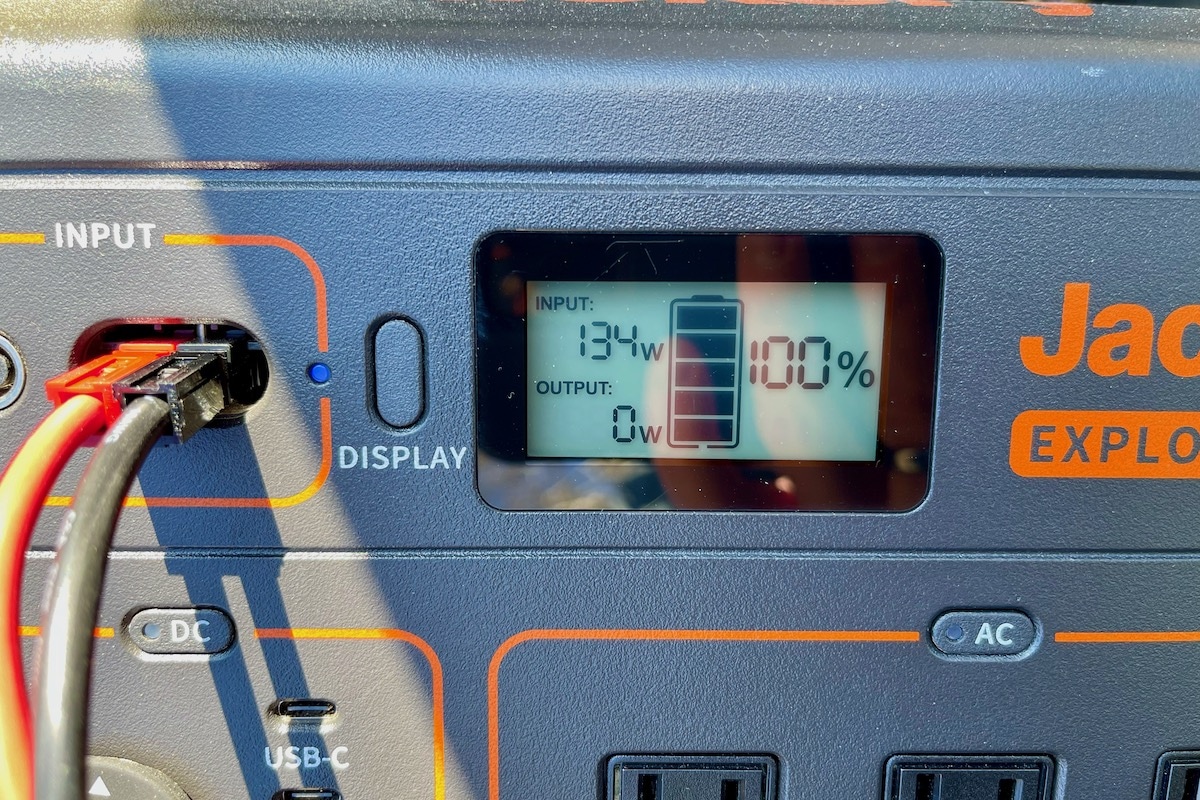 INPUT
INPUT:
134W
100%
OUTPUT:
0W
DISPLAY
Jac
EXPLO
DC
AC
USB-C